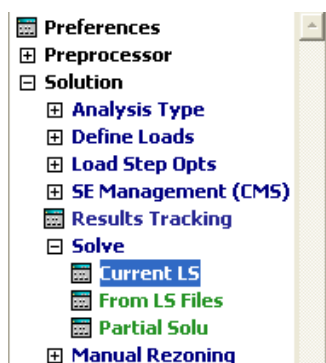 Preferences
Preprocessor
Solution
Analysis Type
Define Loads
Load Step Opts
SE Management (CMS)
Results Tracking
Solve
Current LS
From LS Files
Partial Solu
Manual Rezoning